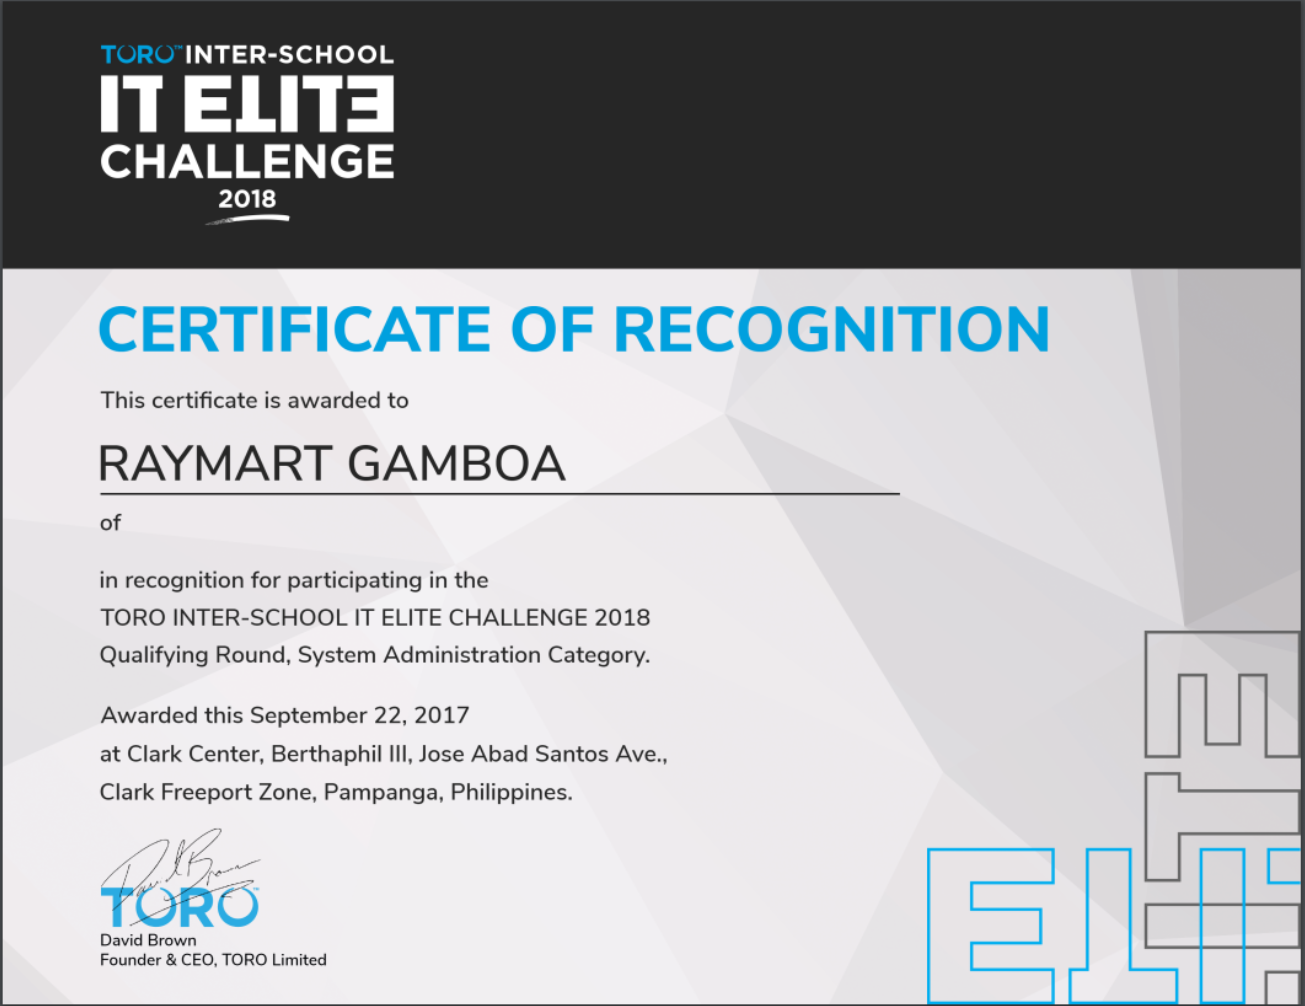 TORO™ INTER-SCHOOL
IT ELITE
CHALLENGE
2018
CERTIFICATE OF RECOGNITION
This certificate is awarded to
RAYMART GAMBOA
of
in recognition for participating in the
TORO INTER-SCHOOL IT ELITE CHALLENGE 2018
Qualifying Round, System Administration Category.
Awarded this September 22, 2017
at Clark Center, Berthaphil III, Jose Abad Santos Ave.,
Clark Freeport Zone, Pampanga, Philippines.
David Brown
TORO™
David Brown
Founder & CEO, TORO Limited
ELITE
ELITE